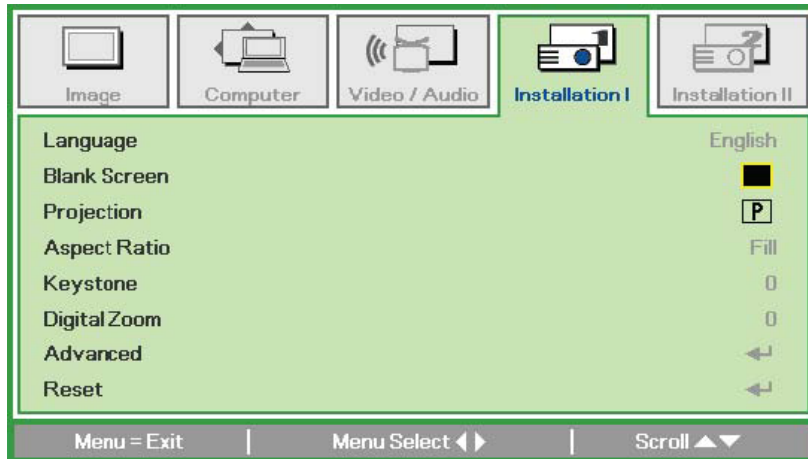 Image Computer Video / Audio Installation I Installation II
Language English
Blank Screen
Projection P
Aspect Ratio Fill
Keystone 0
Digital Zoom 0
Advanced
Reset
Menu = Exit | Menu Select | Scroll